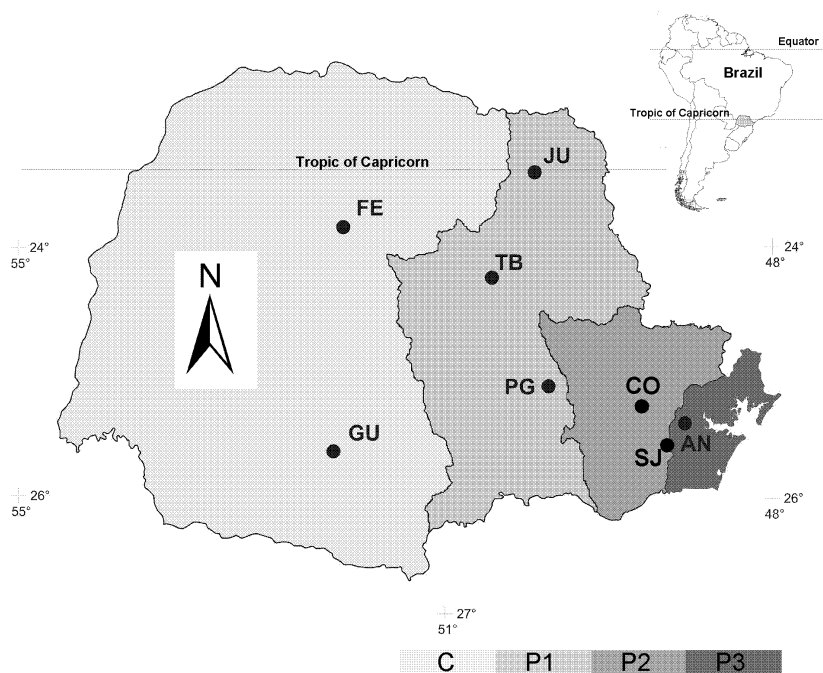 Equator
Brazil
Tropic of Capricorn
JU
Tropic of Capricorn
FE
24°
55°
24°
48°
TB
N
PG
CO
GU
AN
SJ
26°
55°
26°
48°
27°
51°
C P1 P2 P3